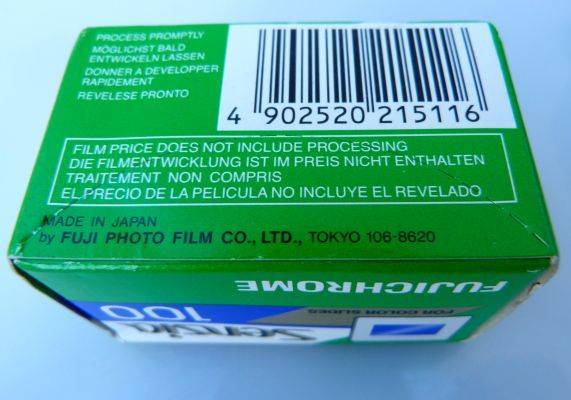 PROCESS PROMPTLY
MÖGLICHST BALD
ENTWICKELN LASSEN
DONNER A DEVELOPPER
RAPIDEMENT
REVELESE PRONTO
4 902520 215116
FILM PRICE DOES NOT INCLUDE PROCESSING
DIE FILMENTWICKLUNG IST IM PREIS NICHT ENTHALTEN
TRAITEMENT NON COMPRIS
EL PRECIO DE LA PELICULA NO INCLUYE EL REVELADO
MADE IN JAPAN
by FUJI PHOTO FILM CO., LTD., TOKYO 106-8620
FUJICHROME
FOR COLOR SLIDES
Sensia
100